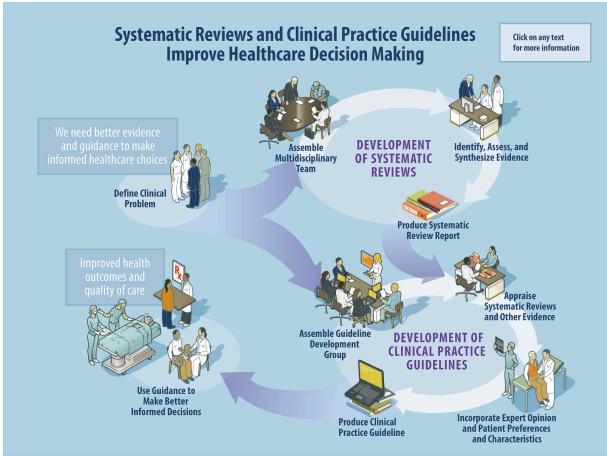 Systematic Reviews and Clinical Practice Guidelines
Improve Healthcare Decision Making
Click on any text
for more information
We need better evidence
and guidance to make
informed healthcare choices
Define Clinical
Problem
Assemble
Multidisciplinary
Team
DEVELOPMENT
OF SYSTEMATIC
REVIEWS
Identify, Assess, and
Synthesize Evidence
Produce Systematic
Review Report
Improved health
outcomes and
quality of care
Rx
Assemble Guideline
Development
Group
Appraise
Systematic Reviews
and Other Evidence
DEVELOPMENT OF
CLINICAL PRACTICE
GUIDELINES
Use Guidance to
Make Better
Informed Decisions
Produce Clinical
Practice Guideline
Incorporate Expert Opinion
and Patient Preferences
and Characteristics